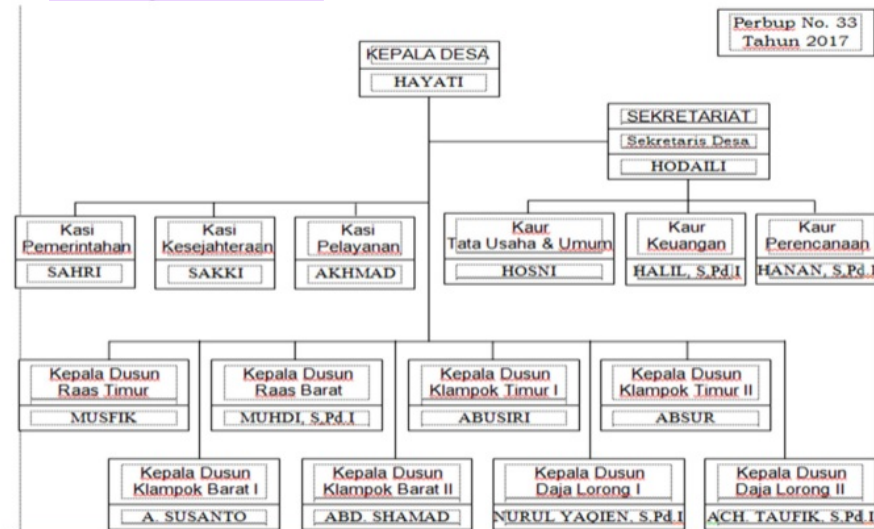 Perbup No. 33
Tahun 2017
KEPALA DESA
HAYATI
SEKRETARIAT
Sekretaris Desa
HODAILI
Kasi
Pemerintahan
SAHRI
Kasi
Kesejahteraan
SAKKI
Kasi
Pelayanan
AKHMAD
Kaur
Tata Usaha & Umum
HOSNI
Kaur
Keuangan
HALIL, S.Pd.I
Kaur
Perencanaan
HANAN, S.Pd.I
Kepala Dusun
Raas Timur
MUSFIK
Kepala Dusun
Raas Barat
MUHDI, S.Pd.I
Kepala Dusun
Klampok Timur I
ABUSIRI
Kepala Dusun
Klampok Timur II
ABSUR
Kepala Dusun
Klampok Barat I
A. SUSANTO
Kepala Dusun
Klampok Barat II
ABD. SHAMAD
Kepala Dusun
Daja Lorong I
NURUL YAQIEN, S.Pd.I
Kepala Dusun
Daja Lorong II
ACH. TAUFIK, S.Pd.I